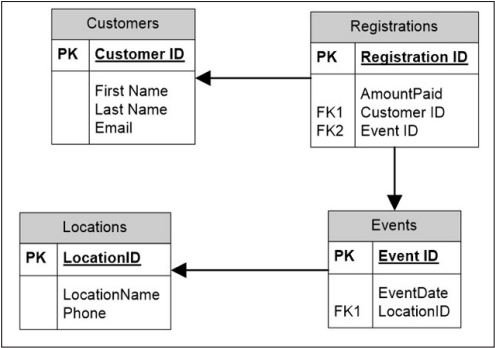 Customers
PK Customer ID
First Name
Last Name
Email
Registrations
PK Registration ID
AmountPaid
FK1 Customer ID
FK2 Event ID
Locations
PK LocationID
LocationName
Phone
Events
PK Event ID
EventDate
FK1 LocationID